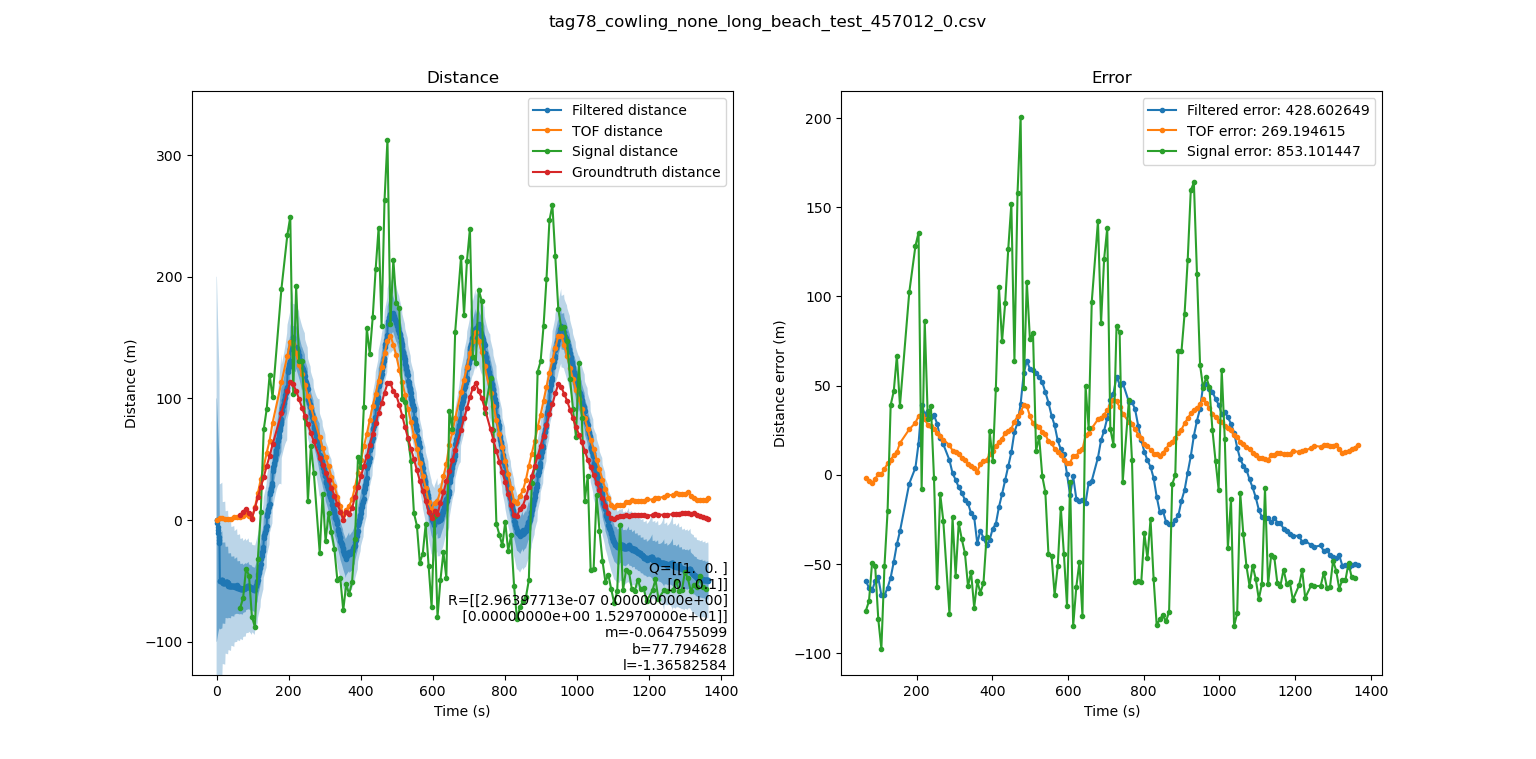 tag78_cowling_none_long_beach_test_457012_0.csv
Distance
Filtered distance
TOF distance
Signal distance
Groundtruth distance
Distance (m)
300
200
100
0
−100
0 200 400 600 800 1000 1200 1400
Time (s)
Q=[[1. 0. ]
[0. 0.1]]
R=[[2.96397713e-07 0.00000000e+00]
[0.00000000e+00 1.52970000e+01]]
m=-0.064755099
b=77.794628
l=-1.36582584
Error
Filtered error: 428.602649
TOF error: 269.194615
Signal error: 853.101447
Distance error (m)
200
150
100
50
0
−50
−100
200 400 600 800 1000 1200 1400
Time (s)